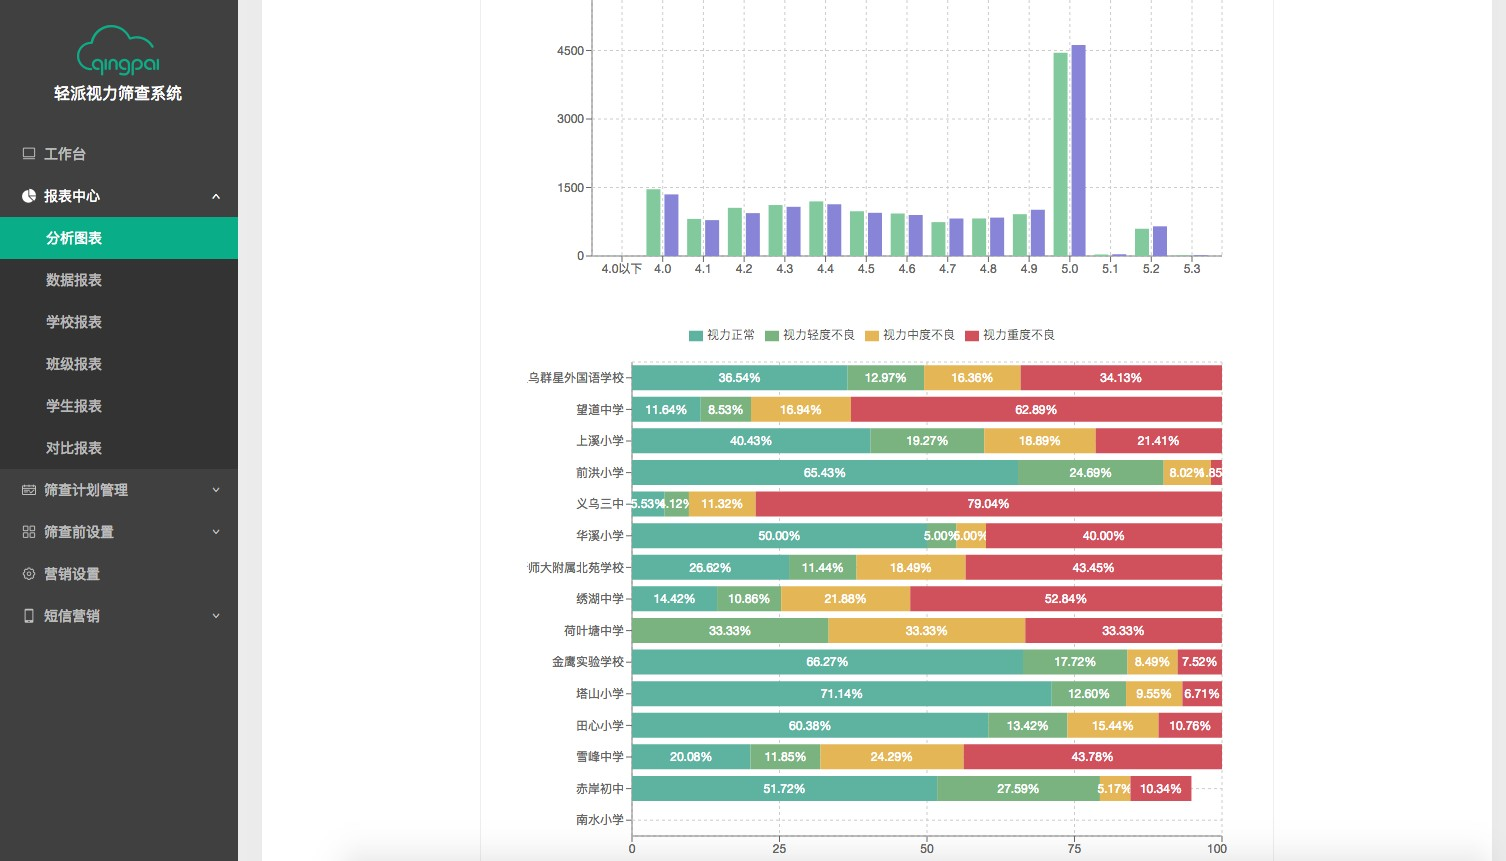 qingpai
轻派视力筛查系统
工作台
报表中心
分析图表
数据报表
学校报表
班级报表
学生报表
对比报表
筛查计划管理
筛查前设置
营销设置
短信营销
4500
3000
1500
0
4.0以下 4.0 4.1 4.2 4.3 4.4 4.5 4.6 4.7 4.8 4.9 5.0 5.1 5.2 5.3
视力正常 视力轻度不良 视力中度不良 视力重度不良
乌群星外国语学校 36.54% 12.97% 16.36% 34.13%
望道中学 11.64% 8.53% 16.94% 62.89%
上溪小学 40.43% 19.27% 18.89% 21.41%
前洪小学 65.43% 24.69% 8.02% .85
义乌三中 5.53% .12% 11.32% 79.04%
华溪小学 50.00% 5.00% 5.00% 40.00%
师大附属北苑学校 26.62% 11.44% 18.49% 43.45%
绣湖中学 14.42% 10.86% 21.88% 52.84%
荷叶塘中学 33.33% 33.33% 33.33%
金鹰实验学校 66.27% 17.72% 8.49% 7.52%
塔山小学 71.14% 12.60% 9.55% 6.71%
田心小学 60.38% 13.42% 15.44% 10.76%
雪峰中学 20.08% 11.85% 24.29% 43.78%
赤岸初中 51.72% 27.59% 5.17% 10.34%
南水小学
0 25 50 75 100